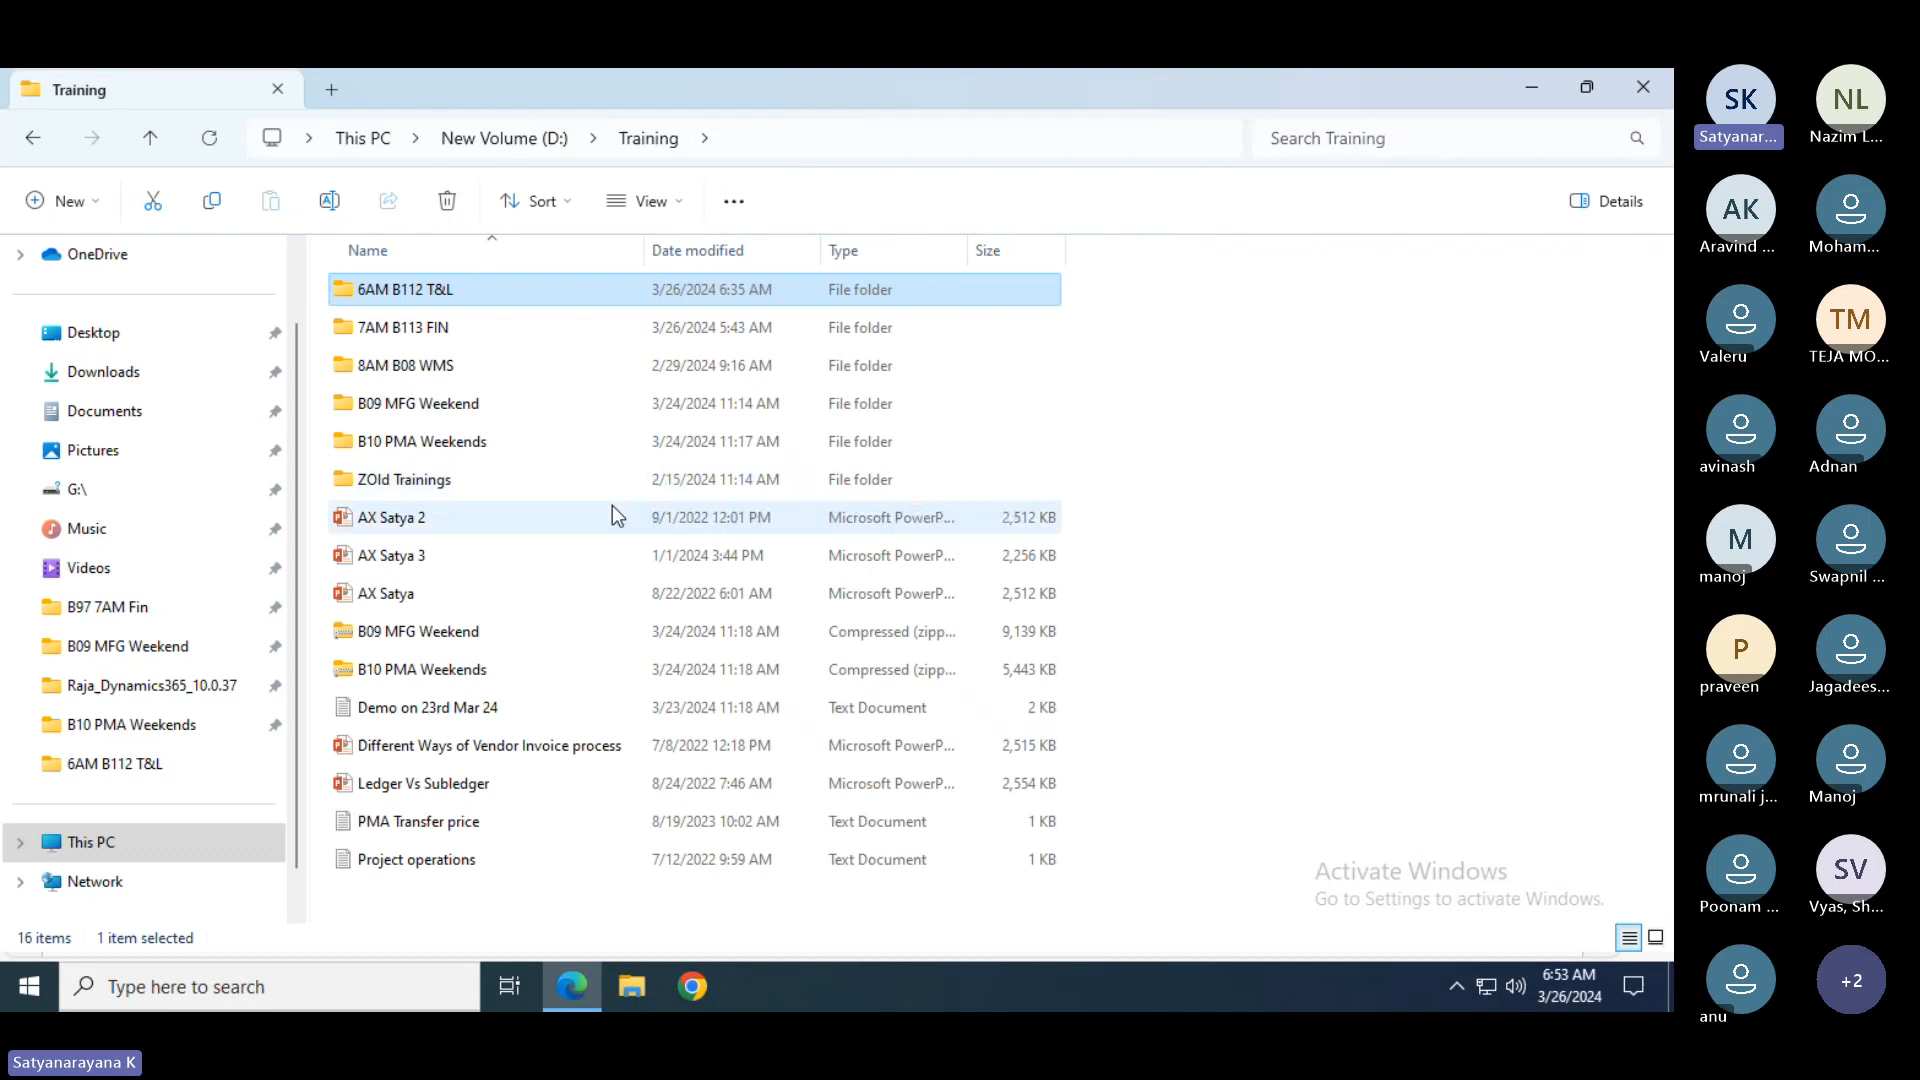 Training
This PC
New Volume (D:)
Training
Search Training
New
Sort
View
Details
OneDrive
Desktop
Downloads
Documents
Pictures
G:\
Music
Videos
B97 7AM Fin
B09 MFG Weekend
Raja_Dynamics365_10.0.37
B10 PMA Weekends
6AM B112 T&L
This PC
Network
Name Date modified Type Size
6AM B112 T&L 3/26/2024 6:35 AM File folder
7AM B113 FIN 3/26/2024 5:43 AM File folder
8AM B08 WMS 2/29/2024 9:16 AM File folder
B09 MFG Weekend 3/24/2024 11:14 AM File folder
B10 PMA Weekends 3/24/2024 11:17 AM File folder
ZOld Trainings 2/15/2024 11:14 AM File folder
AX Satya 2 9/1/2022 12:01 PM Microsoft PowerP... 2,512 KB
AX Satya 3 1/1/2024 3:44 PM Microsoft PowerP... 2,256 KB
AX Satya 8/22/2022 6:01 AM Microsoft PowerP... 2,512 KB
B09 MFG Weekend 3/24/2024 11:18 AM Compressed (zipp... 9,139 KB
B10 PMA Weekends 3/24/2024 11:18 AM Compressed (zipp... 5,443 KB
Demo on 23rd Mar 24 3/23/2024 11:18 AM Text Document 2 KB
Different Ways of Vendor Invoice process 7/8/2022 12:18 PM Microsoft PowerP... 2,515 KB
Ledger Vs Subledger 8/24/2022 7:46 AM Microsoft PowerP... 2,554 KB
PMA Transfer price 8/19/2023 10:02 AM Text Document 1 KB
Project operations 7/12/2022 9:59 AM Text Document 1 KB
Activate Windows
Go to Settings to activate Windows.
16 items 1 item selected
Type here to search
6:53 AM
3/26/2024
Satyanarayana K
SK NL
Satyanar... Nazim L...
AK
Aravind ... Moham...
TM
Valeru TEJA MO...
avinash Adnan
M
manoj Swapnil ...
P
praveen Jagadees...
mrunali j... Manoj
SV
Poonam ... Vyas, Sh...
+2
anu